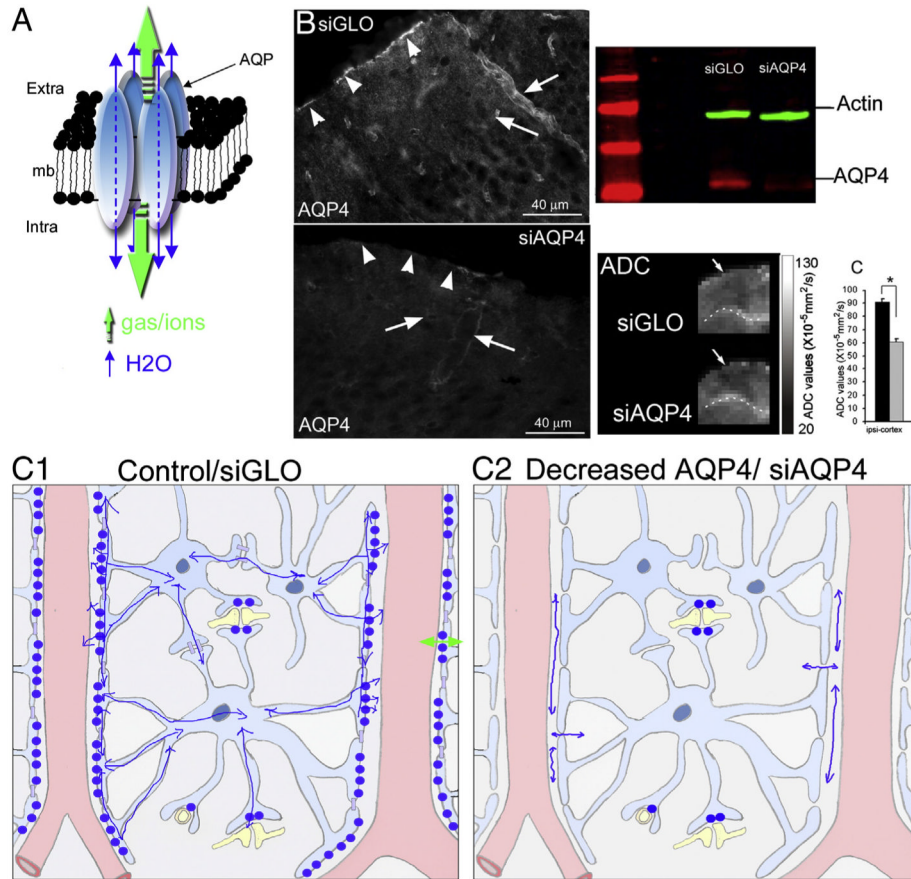 A
Extra
AQP
mb
Intra
gas/ions
H2O
B
siGLO
AQP4
40 µm
siAQP4
AQP4
40 µm
siGLO
siAQP4
Actin
AQP4
ADC
siGLO
siAQP4
130
ADC values (X10⁻⁵mm²/s)
20
C
*
ADC values (X10⁻⁵mm²/s)
100
90
80
70
60
50
40
30
20
10
0
ipsi-cortex
C1
Control/siGLO
C2 Decreased AQP4/ siAQP4